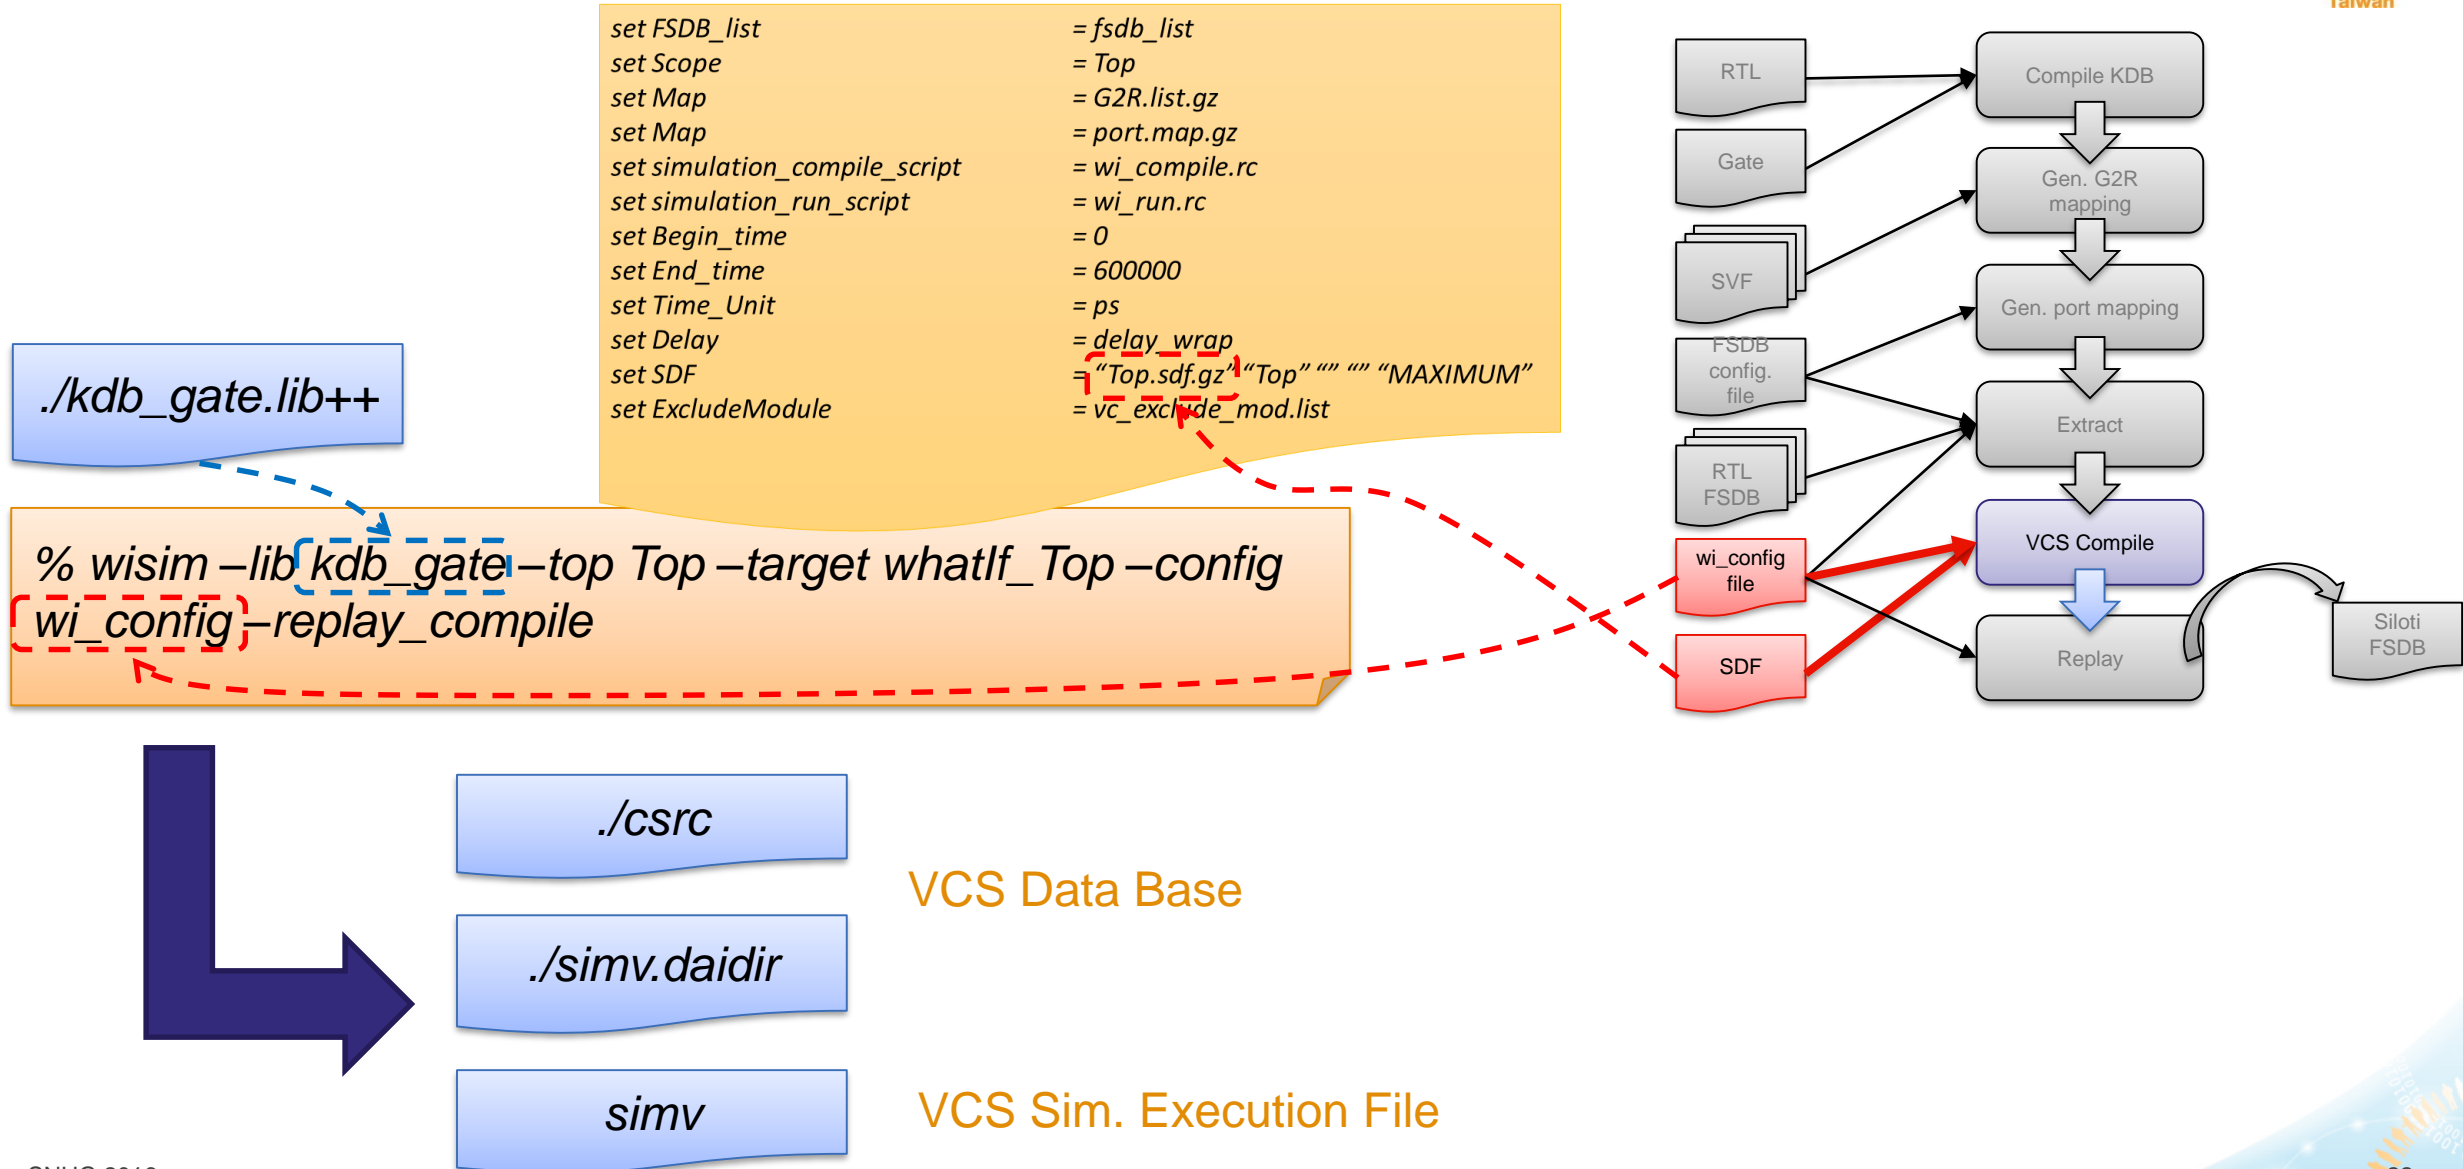 Taiwan
set FSDB_list = fsdb_list
set Scope = Top
set Map = G2R.list.gz
set Map = port.map.gz
set simulation_compile_script = wi_compile.rc
set simulation_run_script = wi_run.rc
set Begin_time = 0
set End_time = 600000
set Time_Unit = ps
set Delay = delay_wrap
set SDF = “Top.sdf.gz” “Top” “” “” “MAXIMUM”
set ExcludeModule = vc_exclude_mod.list
./kdb_gate.lib++
% wisim –lib kdb_gate –top Top –target whatIf_Top –config
wi_config –replay_compile
./csrc
VCS Data Base
./simv.daidir
simv
VCS Sim. Execution File
RTL
Gate
SVF
FSDB
config.
file
RTL
FSDB
wi_config
file
SDF
Compile KDB
Gen. G2R
mapping
Gen. port mapping
Extract
VCS Compile
Replay
Siloti
FSDB